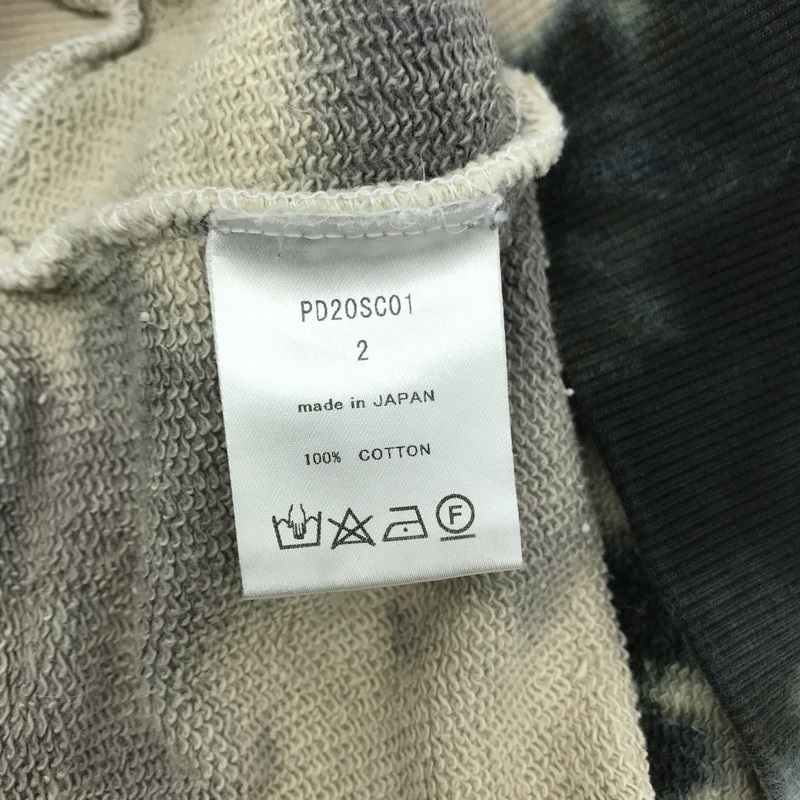 PD20SC01
2
made in JAPAN
100% COTTON
F